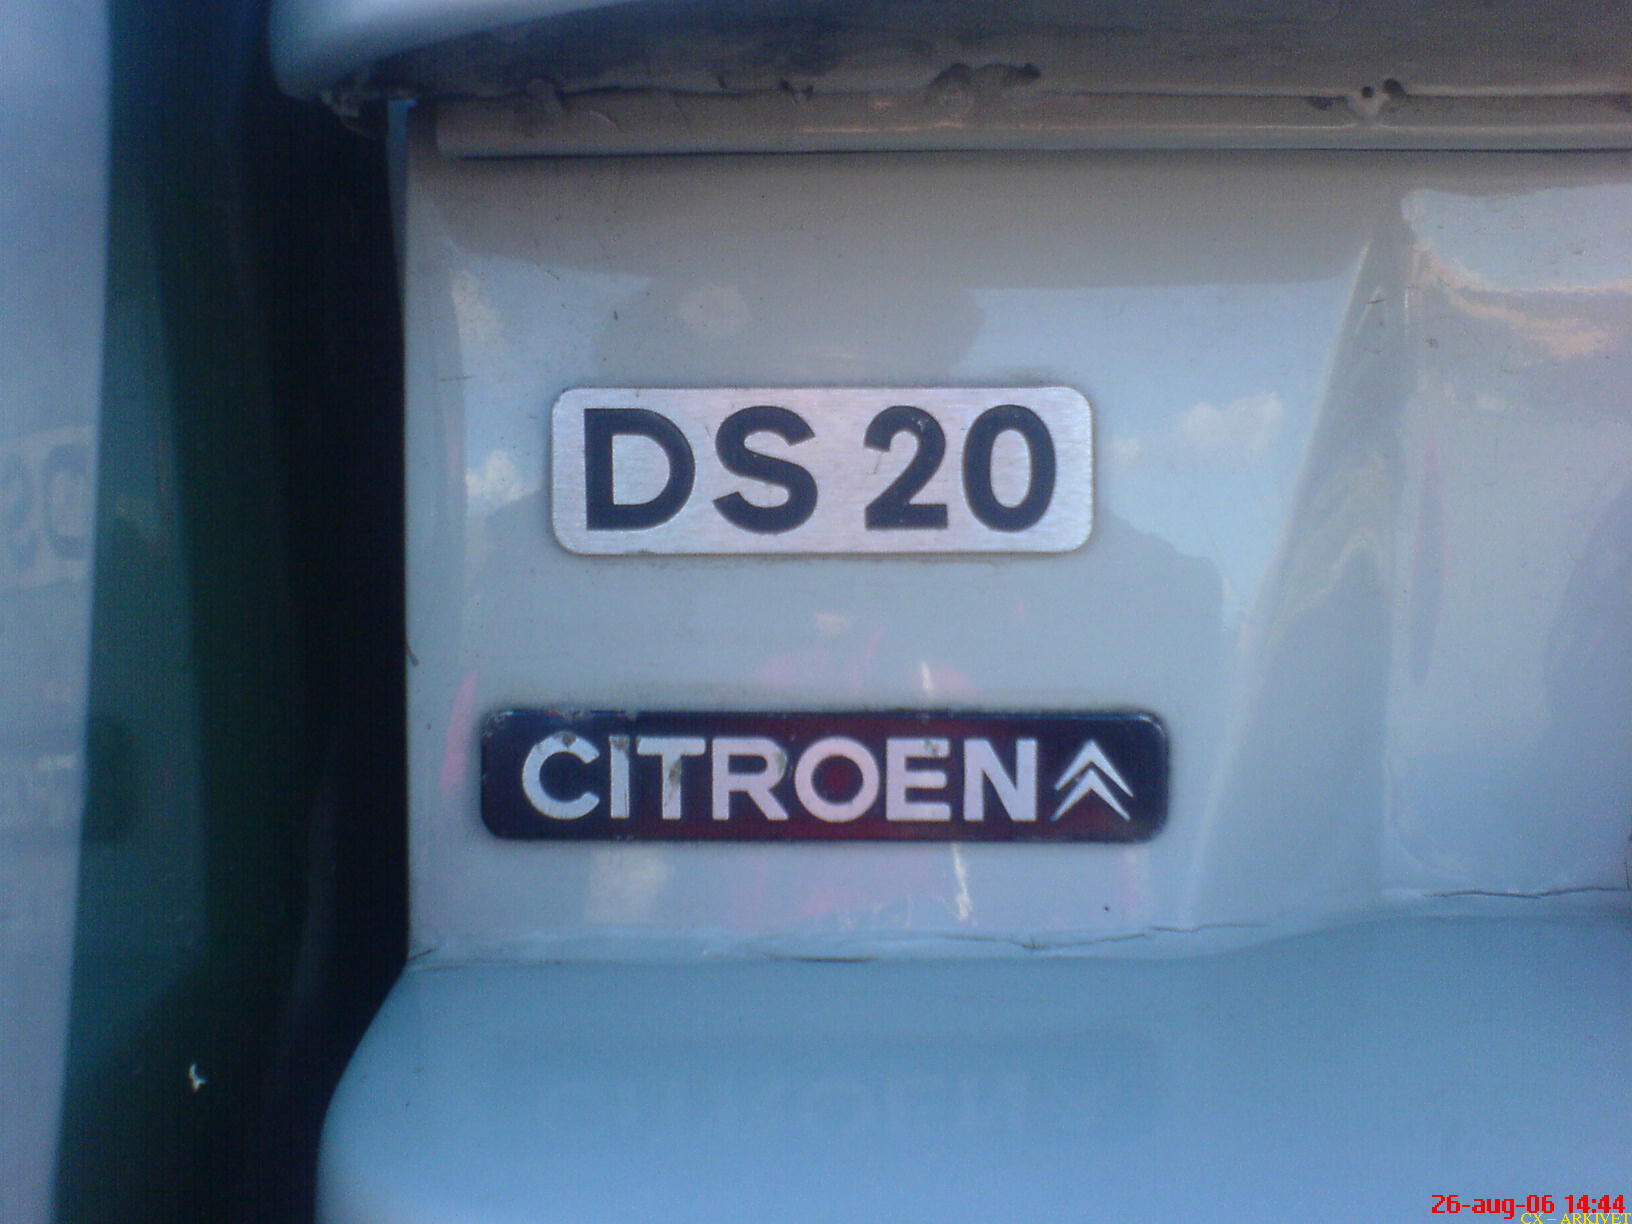 DS 20
CITROEN
26-aug-06 14:44
CX - ARKIVET